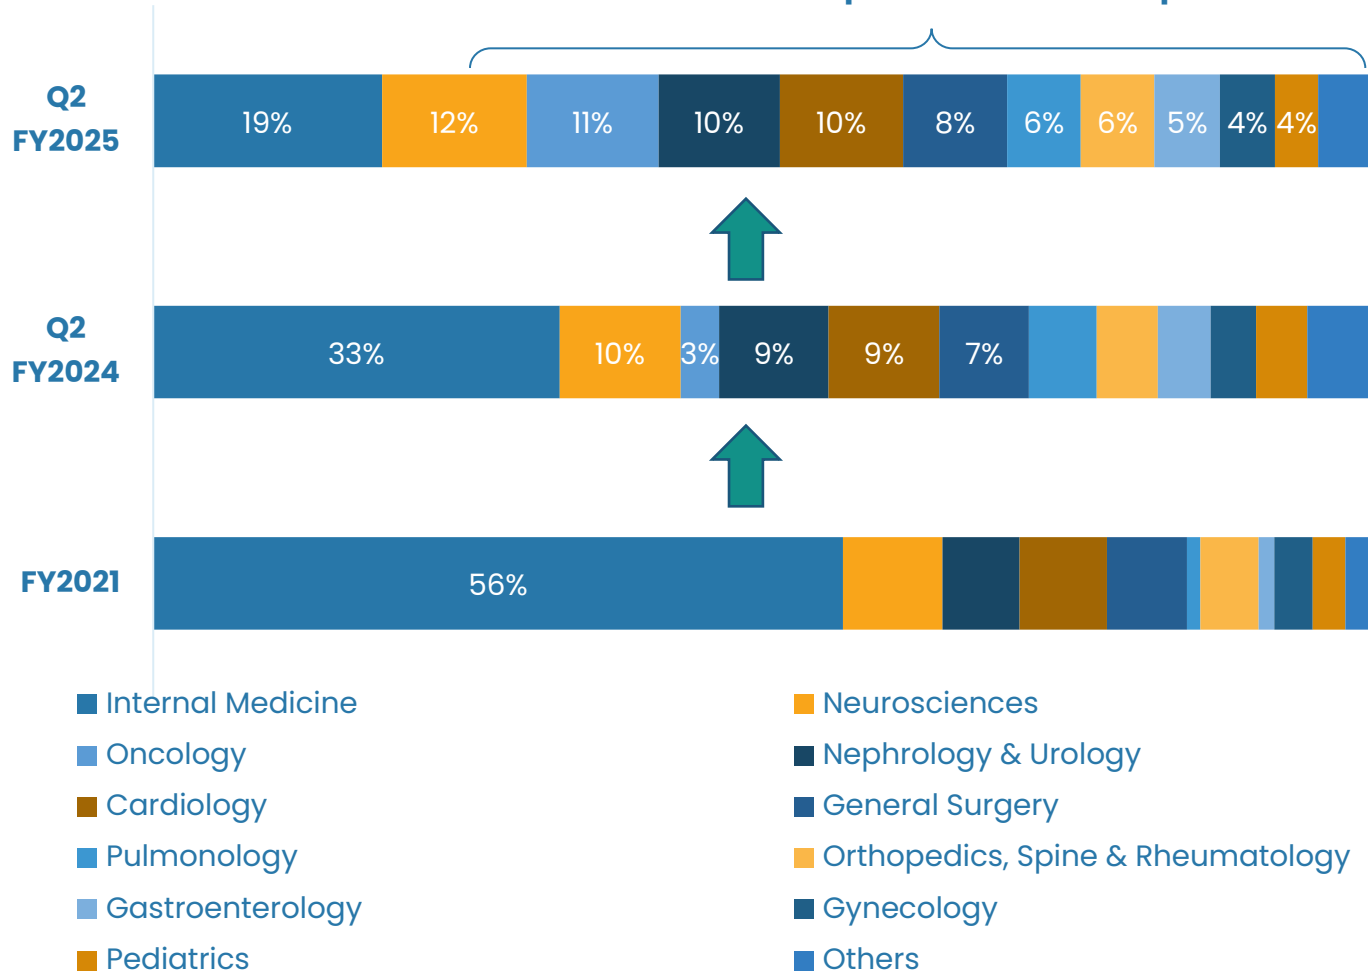 Q2
FY2025
19% 12% 11% 10% 10% 8% 6% 6% 5% 4% 4%
Q2
FY2024
33% 10% 3% 9% 9% 7%
FY2021
56%
Internal Medicine
Neurosciences
Oncology
Nephrology & Urology
Cardiology
General Surgery
Pulmonology
Orthopedics, Spine & Rheumatology
Gastroenterology
Gynecology
Pediatrics
Others